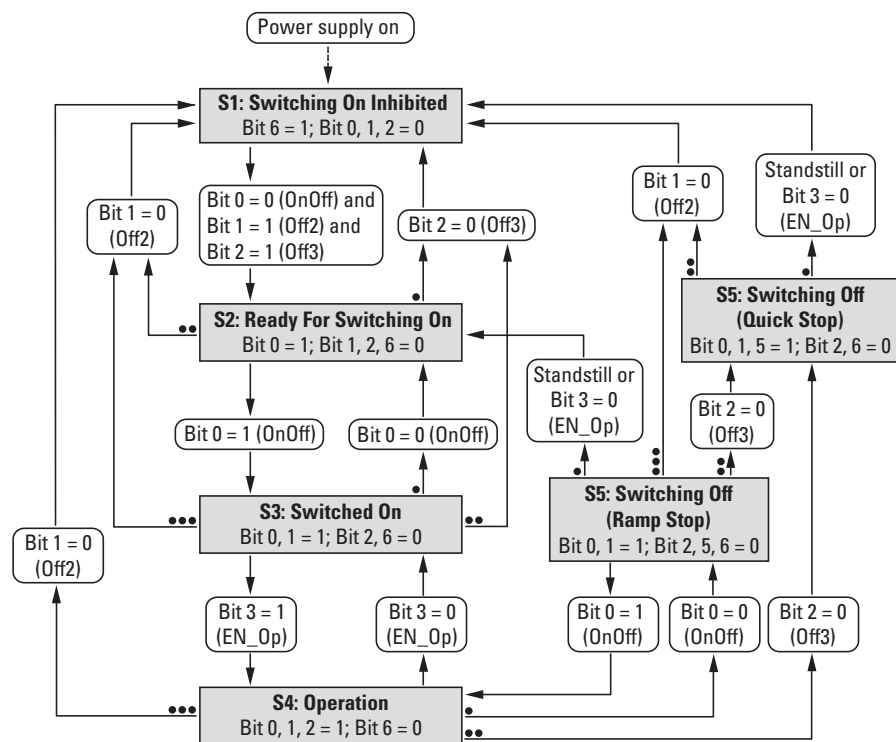 Power supply on
S1: Switching On Inhibited
Bit 6 = 1; Bit 0, 1, 2 = 0
Bit 1 = 0
(Off2)
Bit 0 = 0 (OnOff) and
Bit 1 = 1 (Off2) and
Bit 2 = 1 (Off3)
Bit 2 = 0 (Off3)
Bit 1 = 0
(Off2)
Standstill or
Bit 3 = 0
(EN_Op)
S2: Ready For Switching On
Bit 0 = 1; Bit 1, 2, 6 = 0
S5: Switching Off
(Quick Stop)
Bit 0, 1, 5 = 1; Bit 2, 6 = 0
Bit 0 = 1 (OnOff)
Bit 0 = 0 (OnOff)
Standstill or
Bit 3 = 0
(EN_Op)
Bit 2 = 0
(Off3)
S3: Switched On
Bit 0, 1 = 1; Bit 2, 6 = 0
S5: Switching Off
(Ramp Stop)
Bit 0, 1 = 1; Bit 2, 5, 6 = 0
Bit 1 = 0
(Off2)
Bit 3 = 1
(EN_Op)
Bit 3 = 0
(EN_Op)
Bit 0 = 1
(OnOff)
Bit 0 = 0
(OnOff)
Bit 2 = 0
(Off3)
S4: Operation
Bit 0, 1, 2 = 1; Bit 6 = 0